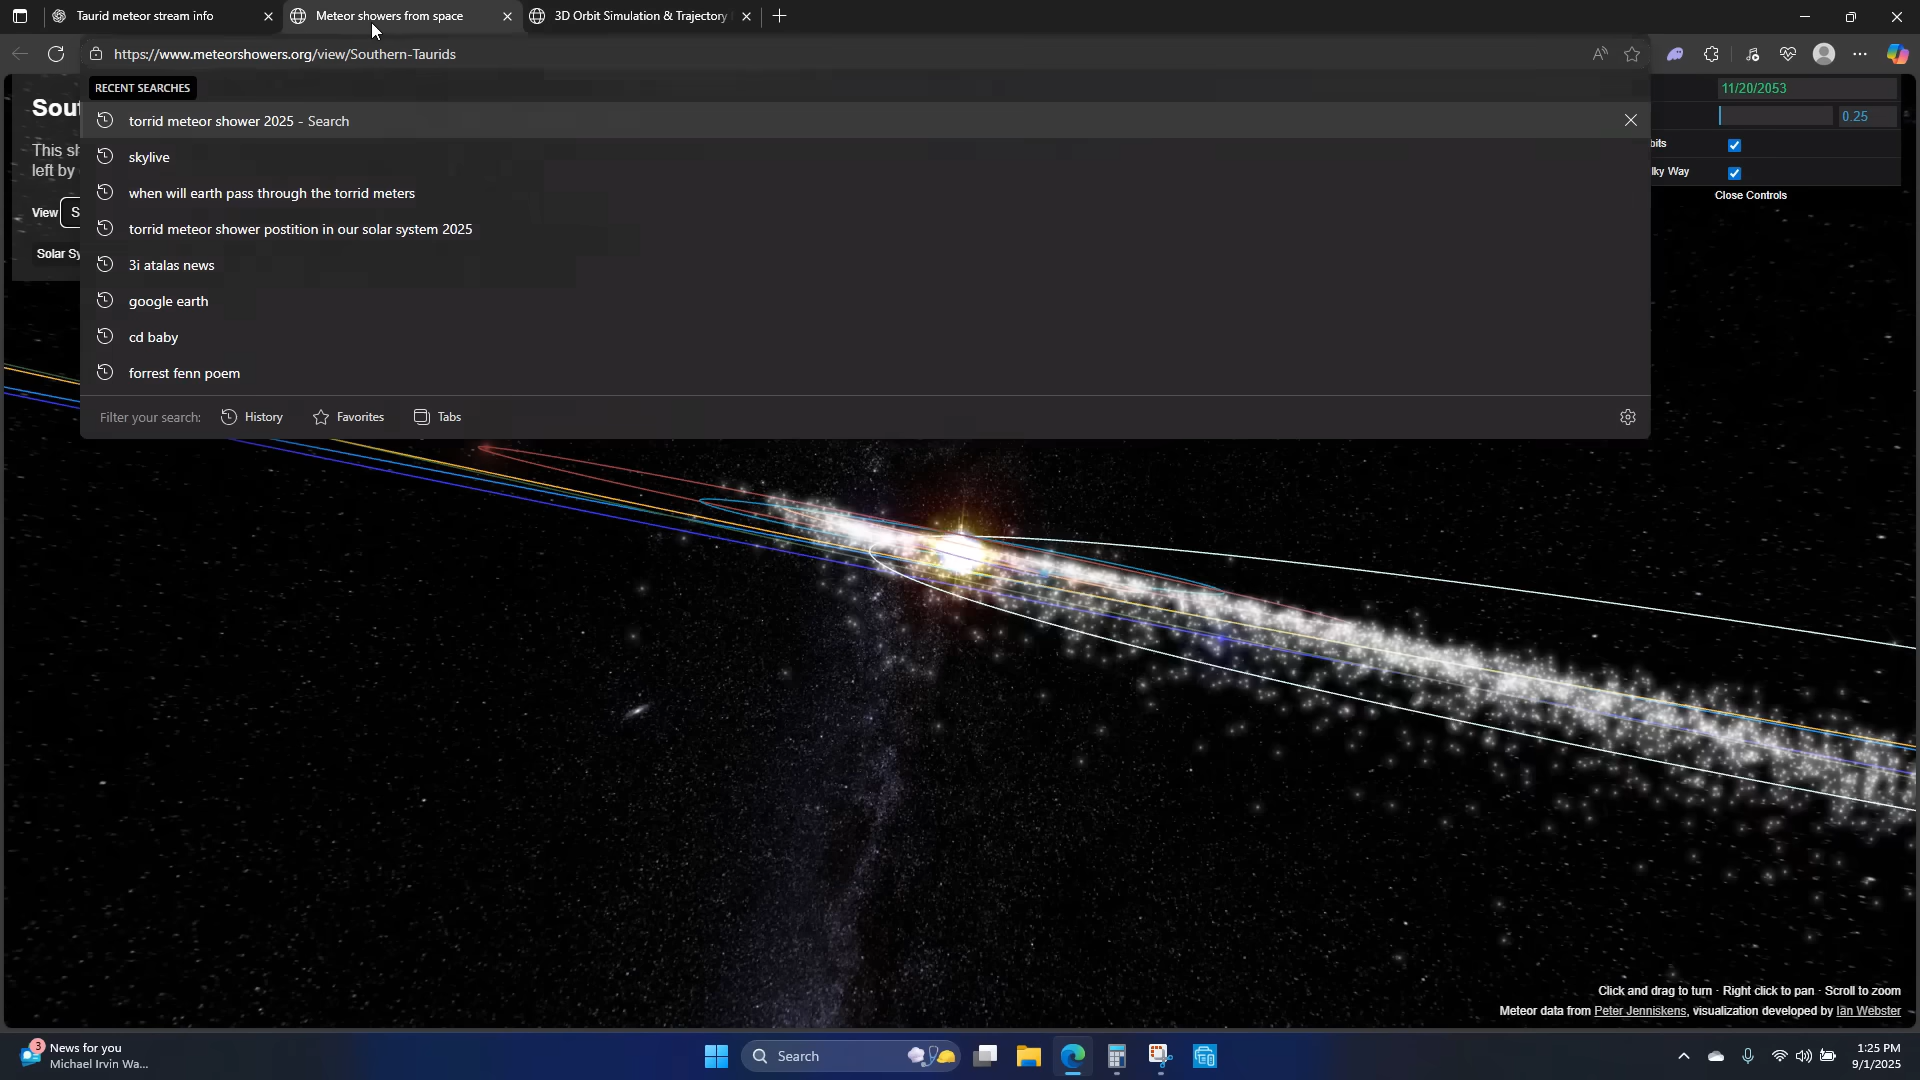 Taurid meteor stream info
Meteor showers from space
3D Orbit Simulation & Trajectory
https://www.meteorshowers.org/view/Southern-Taurids
RECENT SEARCHES
torrid meteor shower 2025 - Search
skylive
when will earth pass through the torrid meters
torrid meteor shower postition in our solar system 2025
3i atalas news
google earth
cd baby
forrest fenn poem
Filter your search:
History
Favorites
Tabs
Sout
This sh
left by
View S
Solar Sy
11/20/2053
0.25
bits
lky Way
Close Controls
Click and drag to turn · Right click to pan · Scroll to zoom
Meteor data from Peter Jenniskens, visualization developed by Ian Webster
3
News for you
Michael Irvin Wa...
Search
1:25 PM
9/1/2025